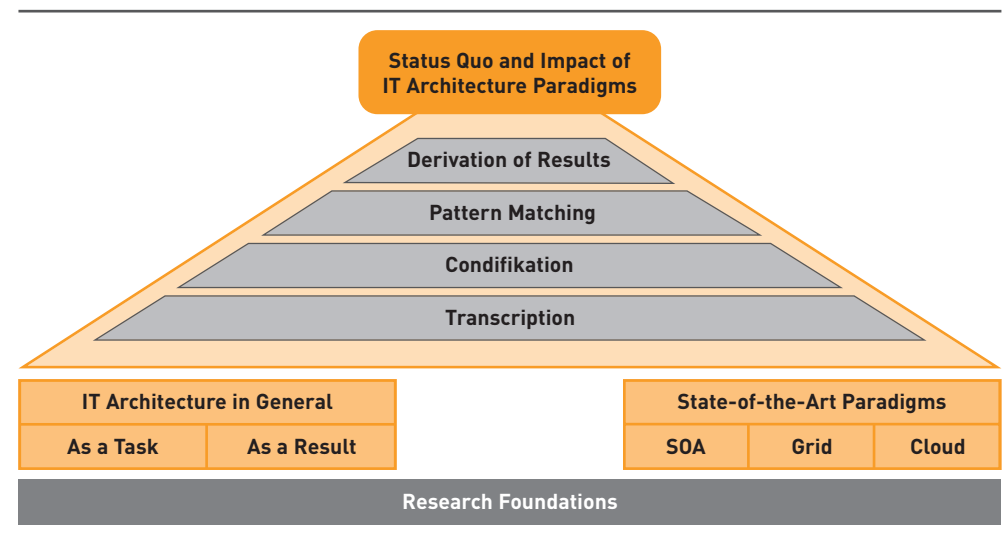 Status Quo and Impact of
IT Architecture Paradigms
Derivation of Results
Pattern Matching
Condifikation
Transcription
IT Architecture in General
As a Task
As a Result
State-of-the-Art Paradigms
SOA
Grid
Cloud
Research Foundations